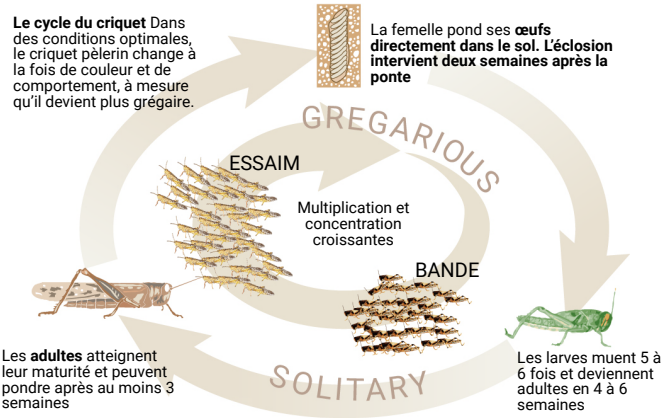 Le cycle du criquet Dans
des conditions optimales,
le criquet pèlerin change à
la fois de couleur et de
comportement, à mesure
qu'il devient plus grégaire.
La femelle pond ses œufs
directement dans le sol. L'éclosion
intervient deux semaines après la
ponte
GREGARIOUS
ESSAIM
Multiplication et
concentration
croissantes
BANDE
Les adultes atteignent
leur maturité et peuvent
pondre après au moins 3
semaines
SOLITARY
Les larves muent 5 à
6 fois et deviennent
adultes en 4 à 6
semaines